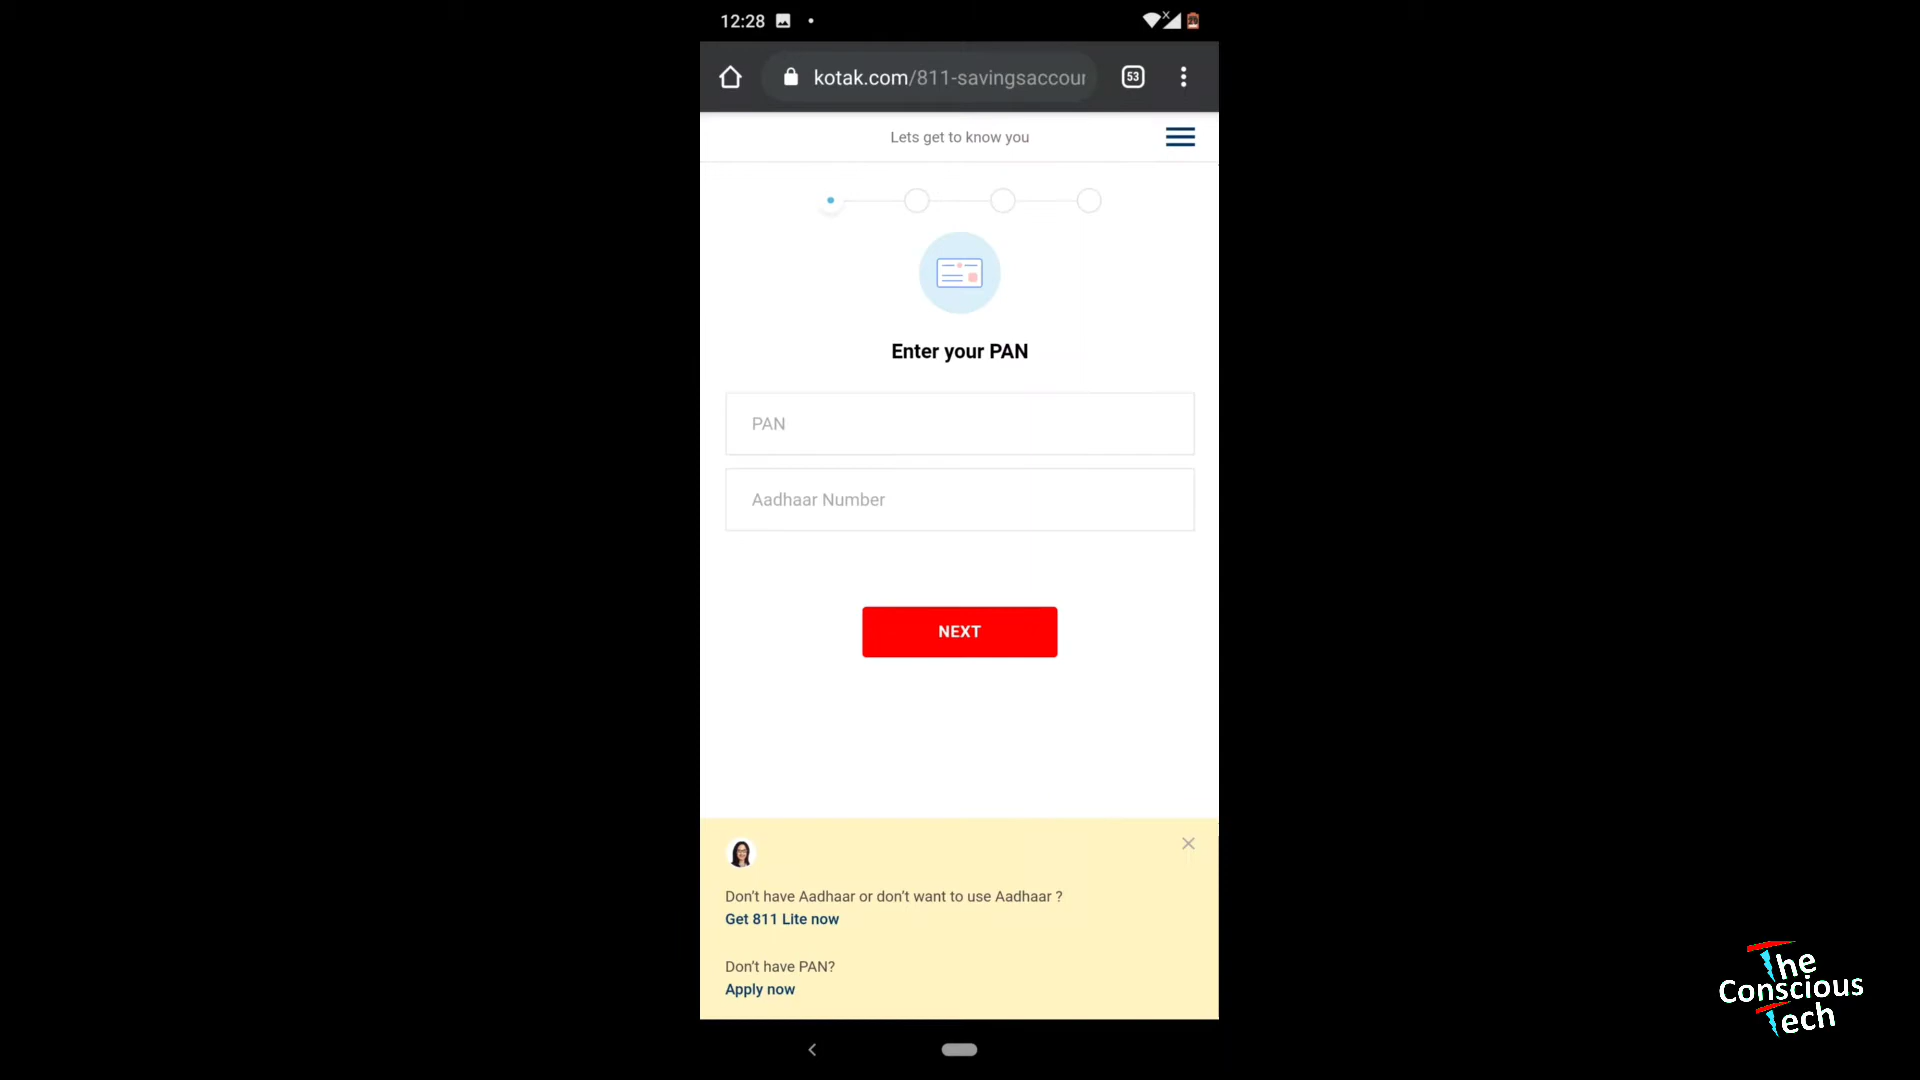 12:28
kotak.com/811-savingsaccour
53
Lets get to know you
Enter your PAN
PAN
Aadhaar Number
NEXT
Don't have Aadhaar or don't want to use Aadhaar ?
Get 811 Lite now
Don't have PAN?
Apply now
The
Conscious
Tech